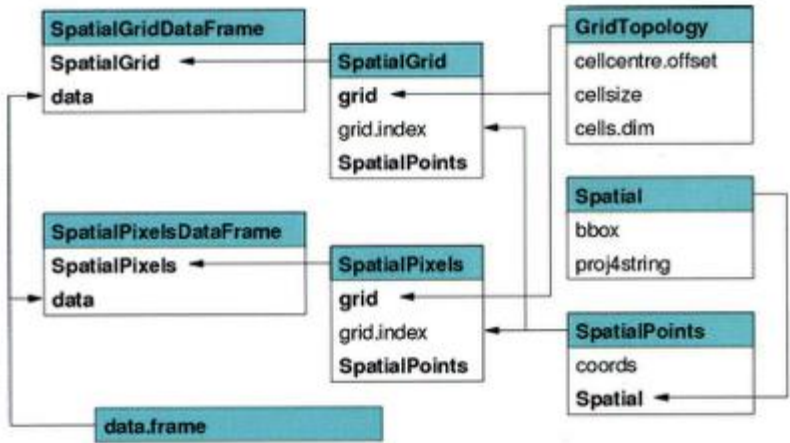 SpatialGridDataFrame
SpatialGrid
data
SpatialGrid
grid
grid.index
SpatialPoints
GridTopology
cellcentre.offset
cellsize
cells.dim
SpatialPixelsDataFrame
SpatialPixels
data
SpatialPixels
grid
grid.index
SpatialPoints
Spatial
bbox
proj4string
SpatialPoints
coords
Spatial
data.frame